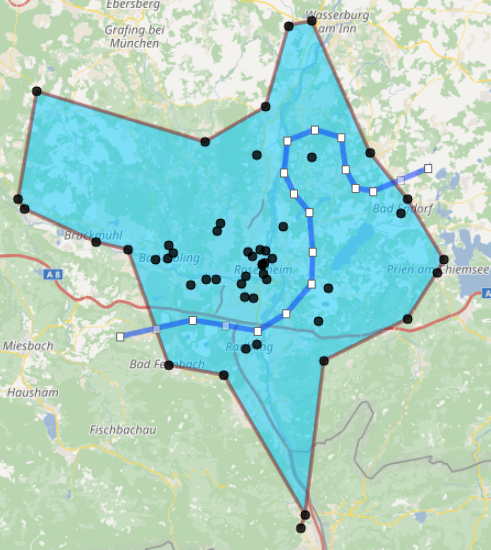 Ebersberg
Wasserburg
am Inn
Grafing bei
München
Bad Endorf
Bruckmühl
Bad Aibling
Rosenheim
Prien am Chiemsee
A 8
A
Miesbach
Raubling
Bad Feilnbach
Hausham
Fischbachau